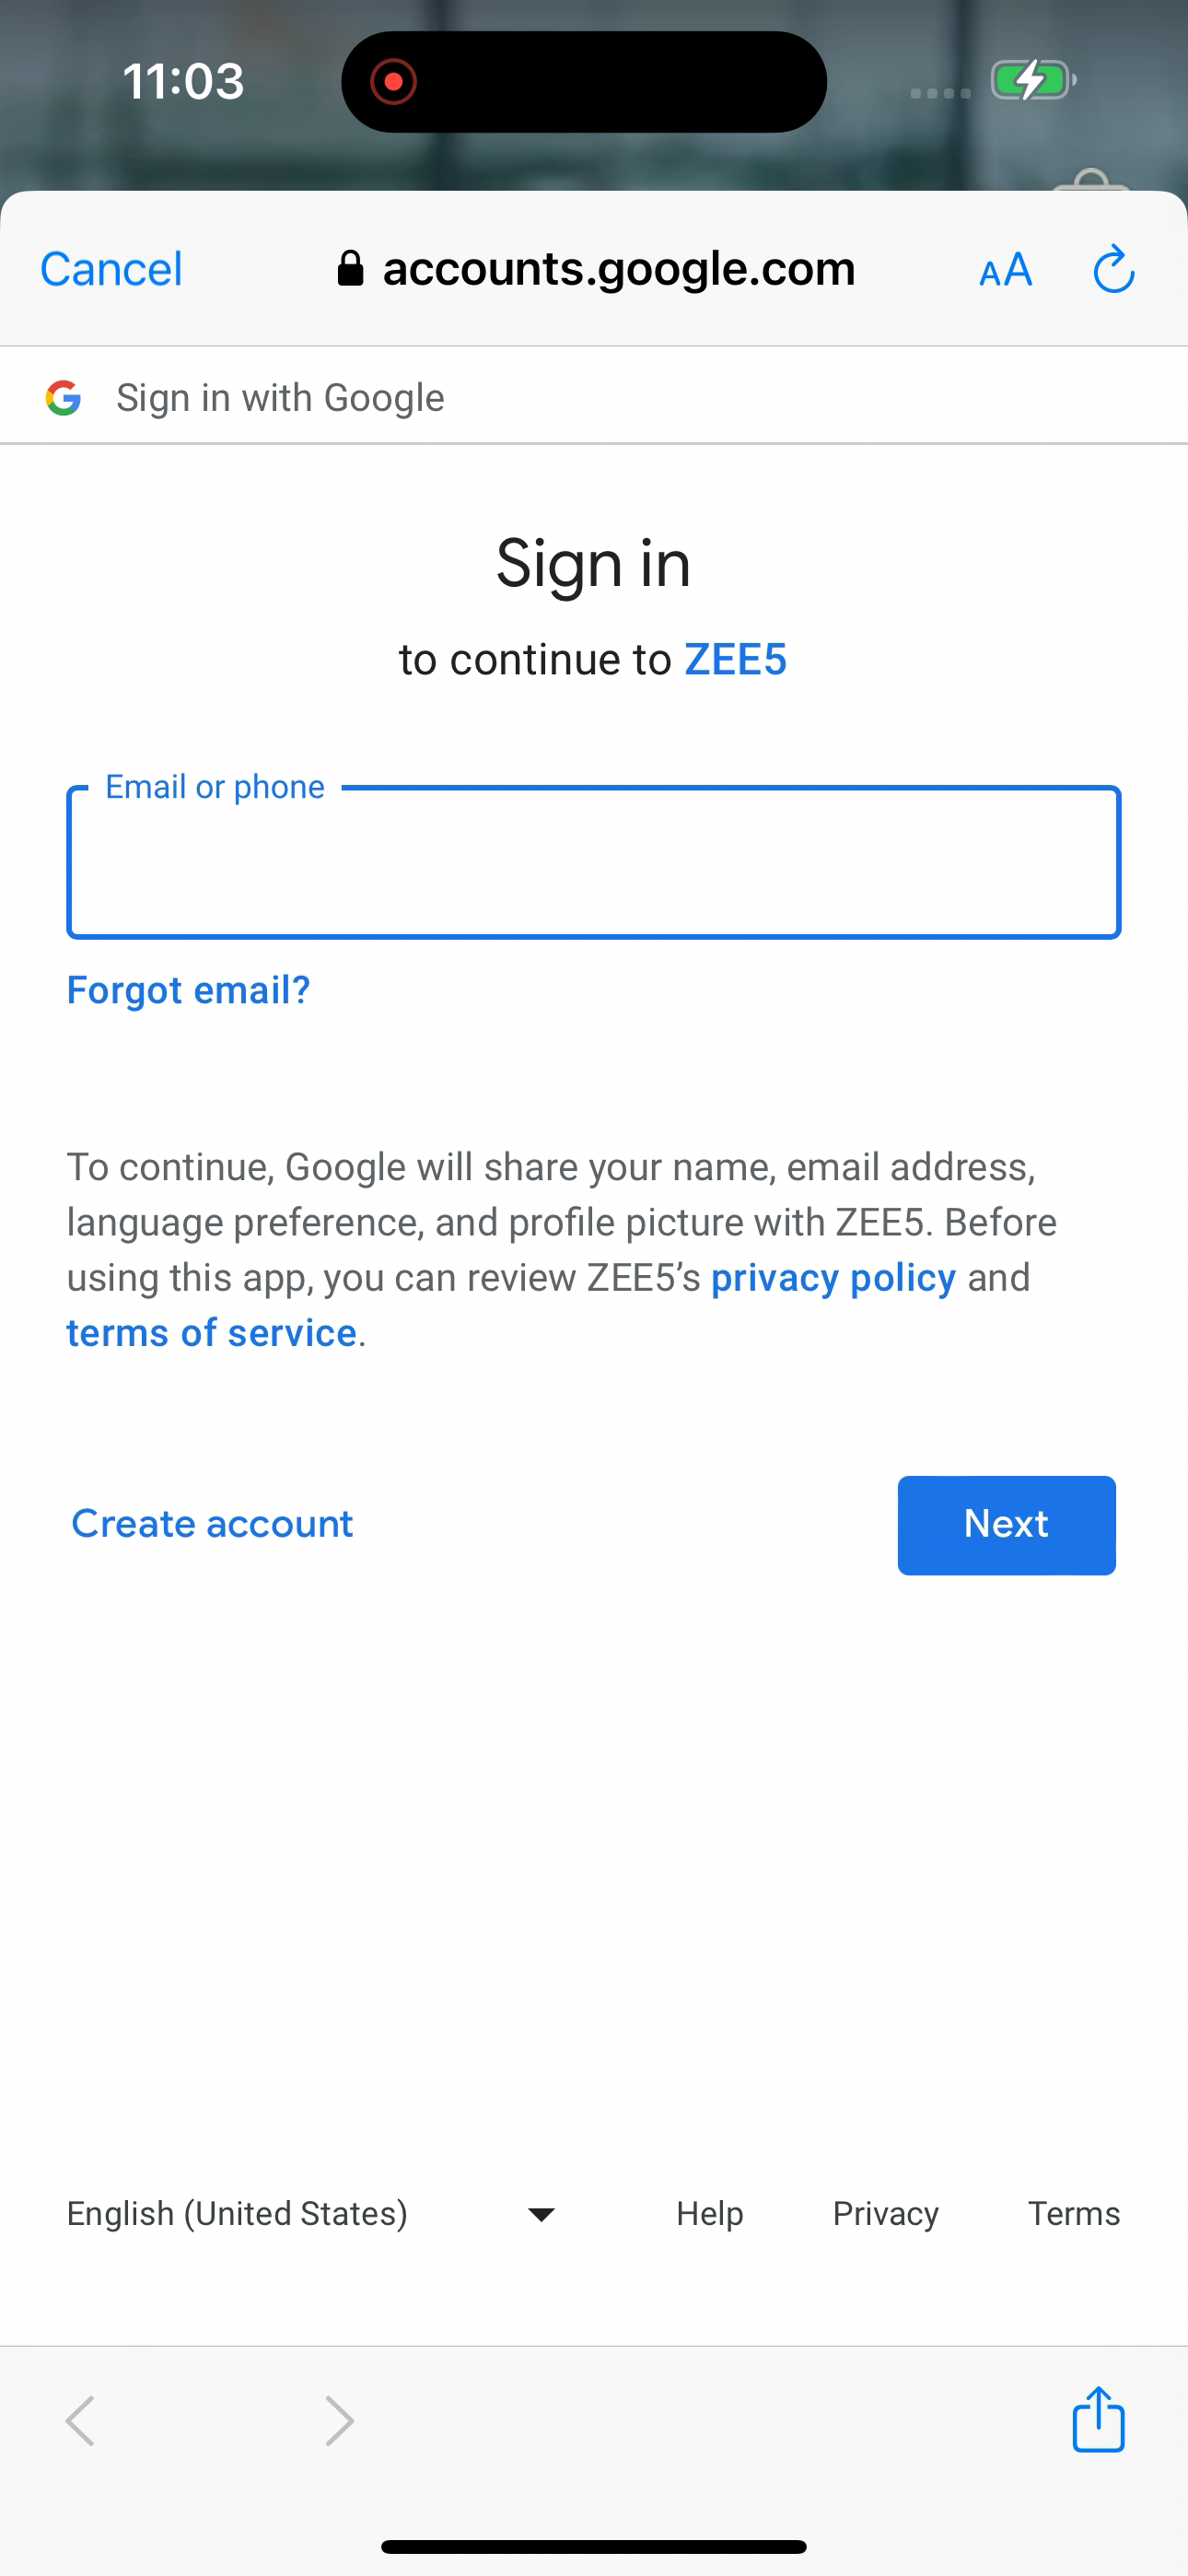 11:03
Cancel
accounts.google.com
AA
Sign in with Google
Sign in
to continue to ZEE5
Email or phone
Forgot email?
To continue, Google will share your name, email address,
language preference, and profile picture with ZEE5. Before
using this app, you can review ZEE5’s privacy policy and
terms of service.
Create account
Next
English (United States)
Help
Privacy
Terms